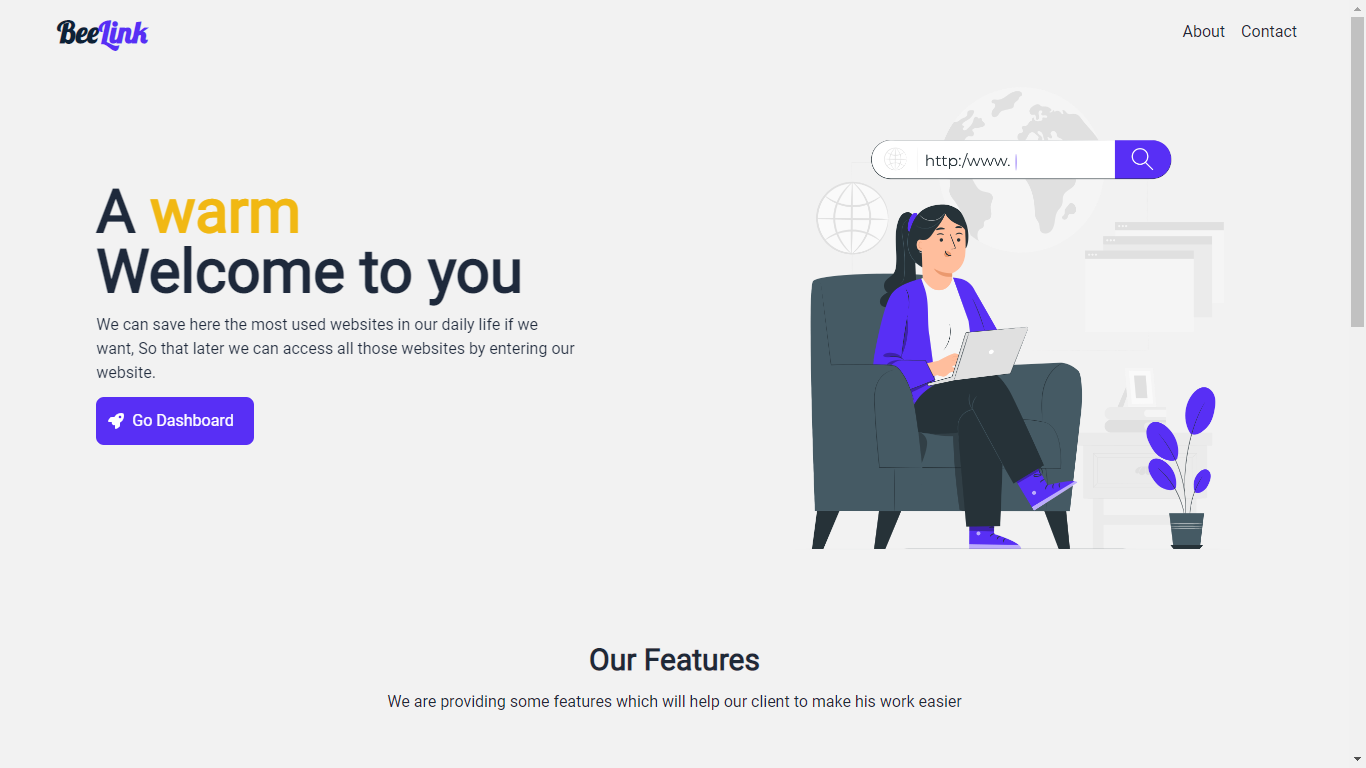 BeeLink
About Contact
http:/www.
A warm
Welcome to you
We can save here the most used websites in our daily life if we
want, So that later we can access all those websites by entering our
website.
Go Dashboard
Our Features
We are providing some features which will help our client to make his work easier